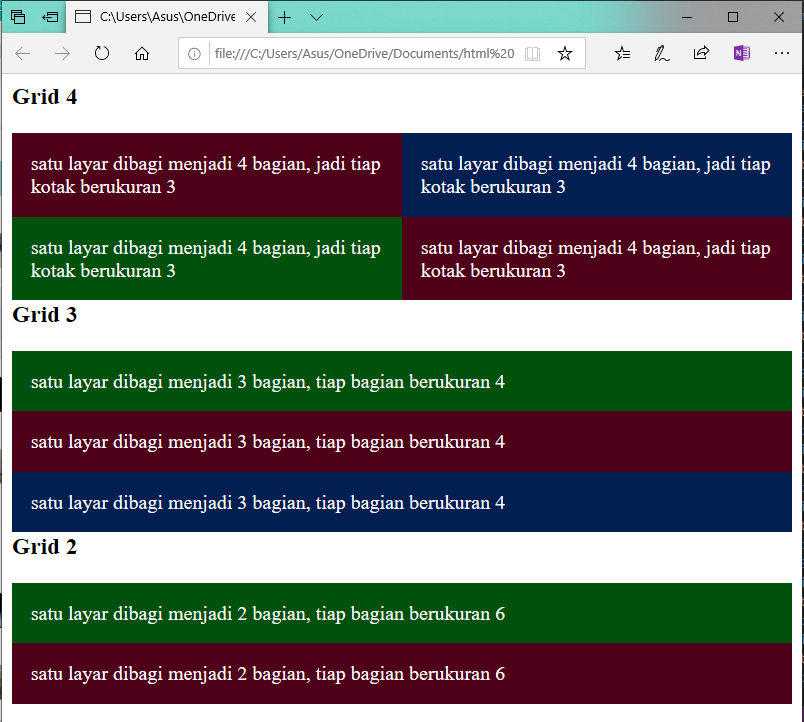 C:\Users\Asus\OneDrive
file:///C:/Users/Asus/OneDrive/Documents/html%20
Grid 4
satu layar dibagi menjadi 4 bagian, jadi tiap
kotak berukuran 3
satu layar dibagi menjadi 4 bagian, jadi tiap
kotak berukuran 3
satu layar dibagi menjadi 4 bagian, jadi tiap
kotak berukuran 3
satu layar dibagi menjadi 4 bagian, jadi tiap
kotak berukuran 3
Grid 3
satu layar dibagi menjadi 3 bagian, tiap bagian berukuran 4
satu layar dibagi menjadi 3 bagian, tiap bagian berukuran 4
satu layar dibagi menjadi 3 bagian, tiap bagian berukuran 4
Grid 2
satu layar dibagi menjadi 2 bagian, tiap bagian berukuran 6
satu layar dibagi menjadi 2 bagian, tiap bagian berukuran 6